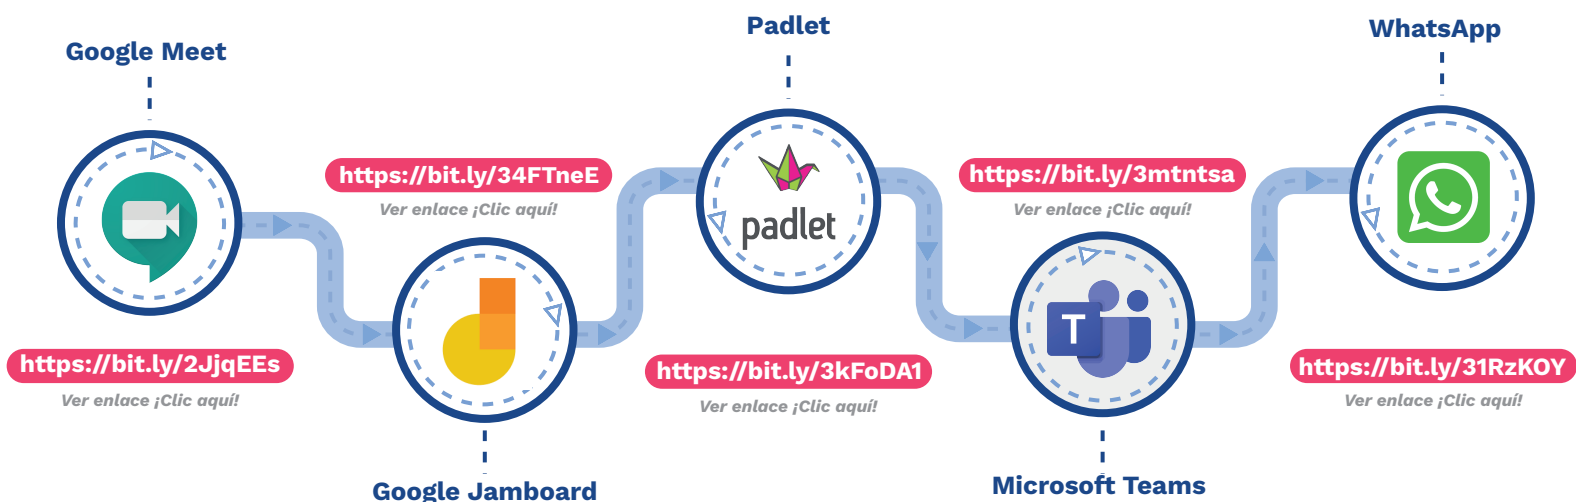 Google Meet
https://bit.ly/2JjqEEs
Ver enlace ¡Clic aquí!
https://bit.ly/34FTneE
Ver enlace ¡Clic aquí!
Google Jamboard
Padlet
padlet
https://bit.ly/3kFoDA1
Ver enlace ¡Clic aquí!
https://bit.ly/3mtntsa
Ver enlace ¡Clic aquí!
T
Microsoft Teams
WhatsApp
https://bit.ly/31RzKOY
Ver enlace ¡Clic aquí!